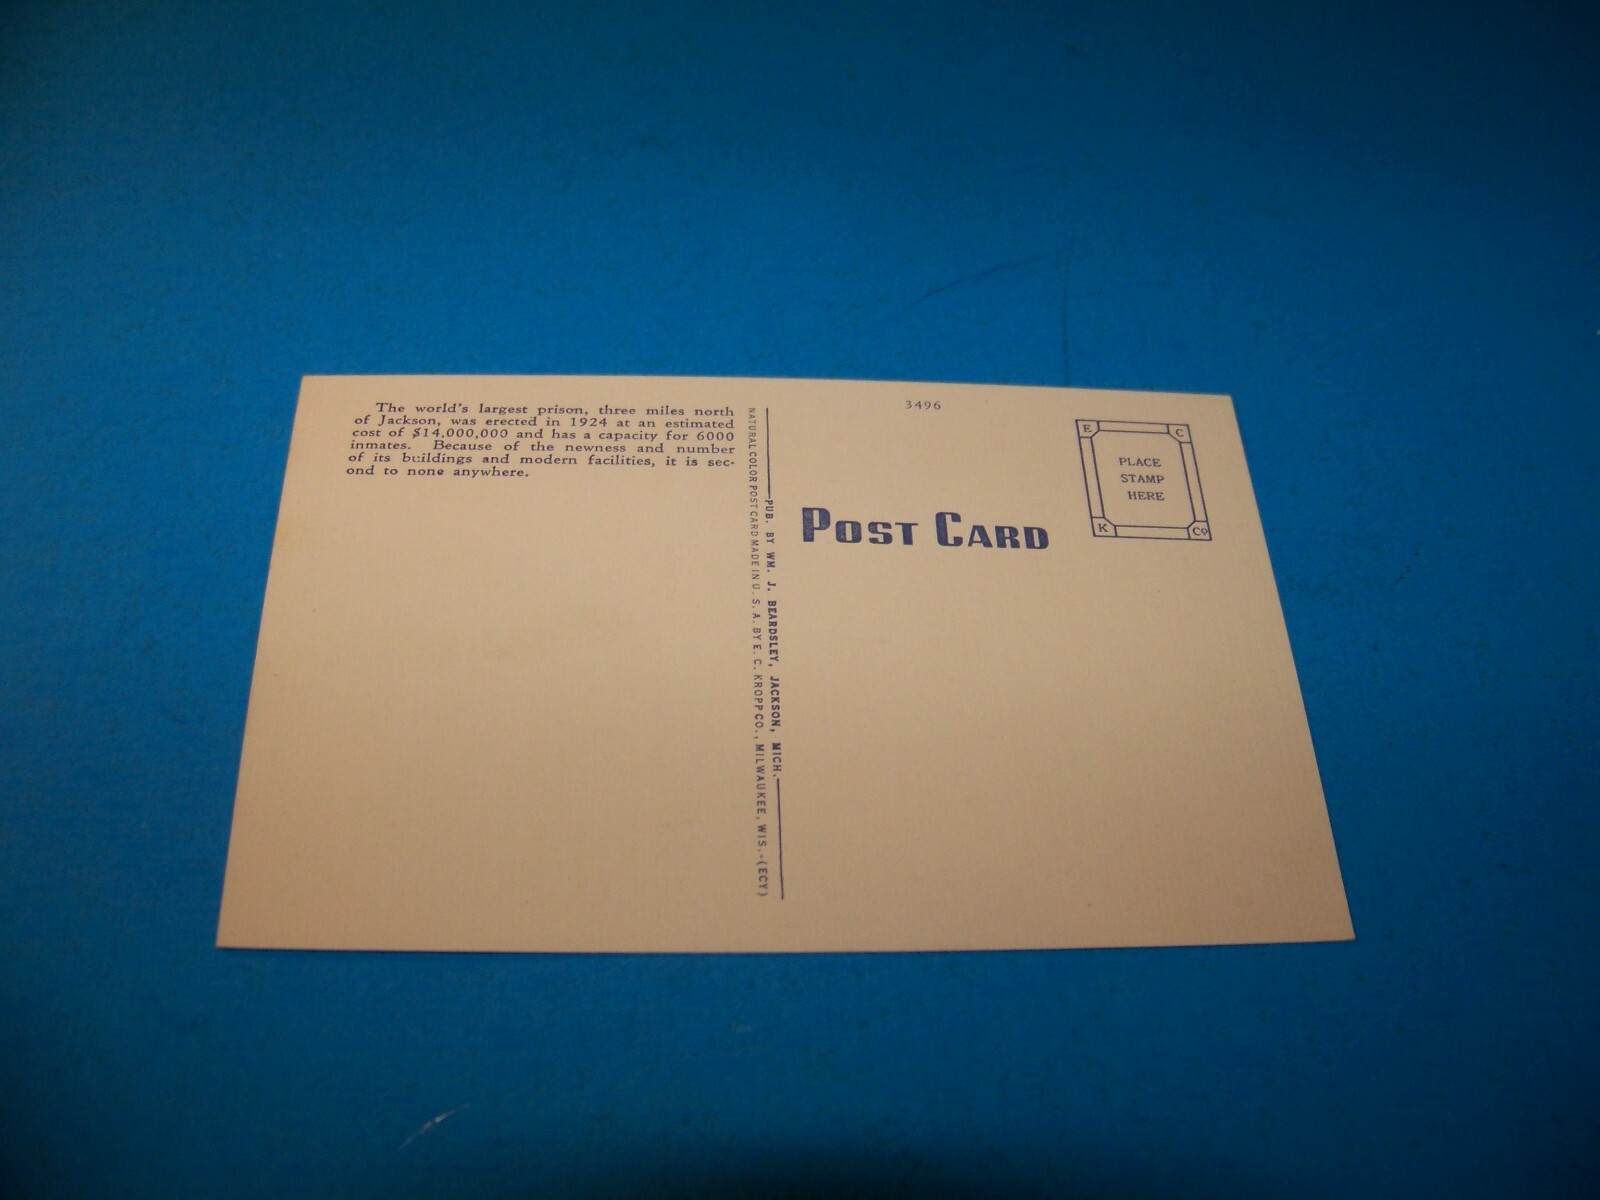 The world's largest prison, three miles north
of Jackson, was erected in 1924 at an estimated
cost of $14,000,000 and has a capacity for 6000
inmates. Because of the newness and number
of its buildings and modern facilities, it is sec-
ond to none anywhere.
NATURAL COLOR POST CARD MADE IN U. S. A. BY E. C. KROPP CO., MILWAUKEE, WIS.-(ECY)
PUB. BY WM. J. BEARDSLEY, JACKSON, MICH.
3496
POST CARD
E C
PLACE
STAMP
HERE
K CO